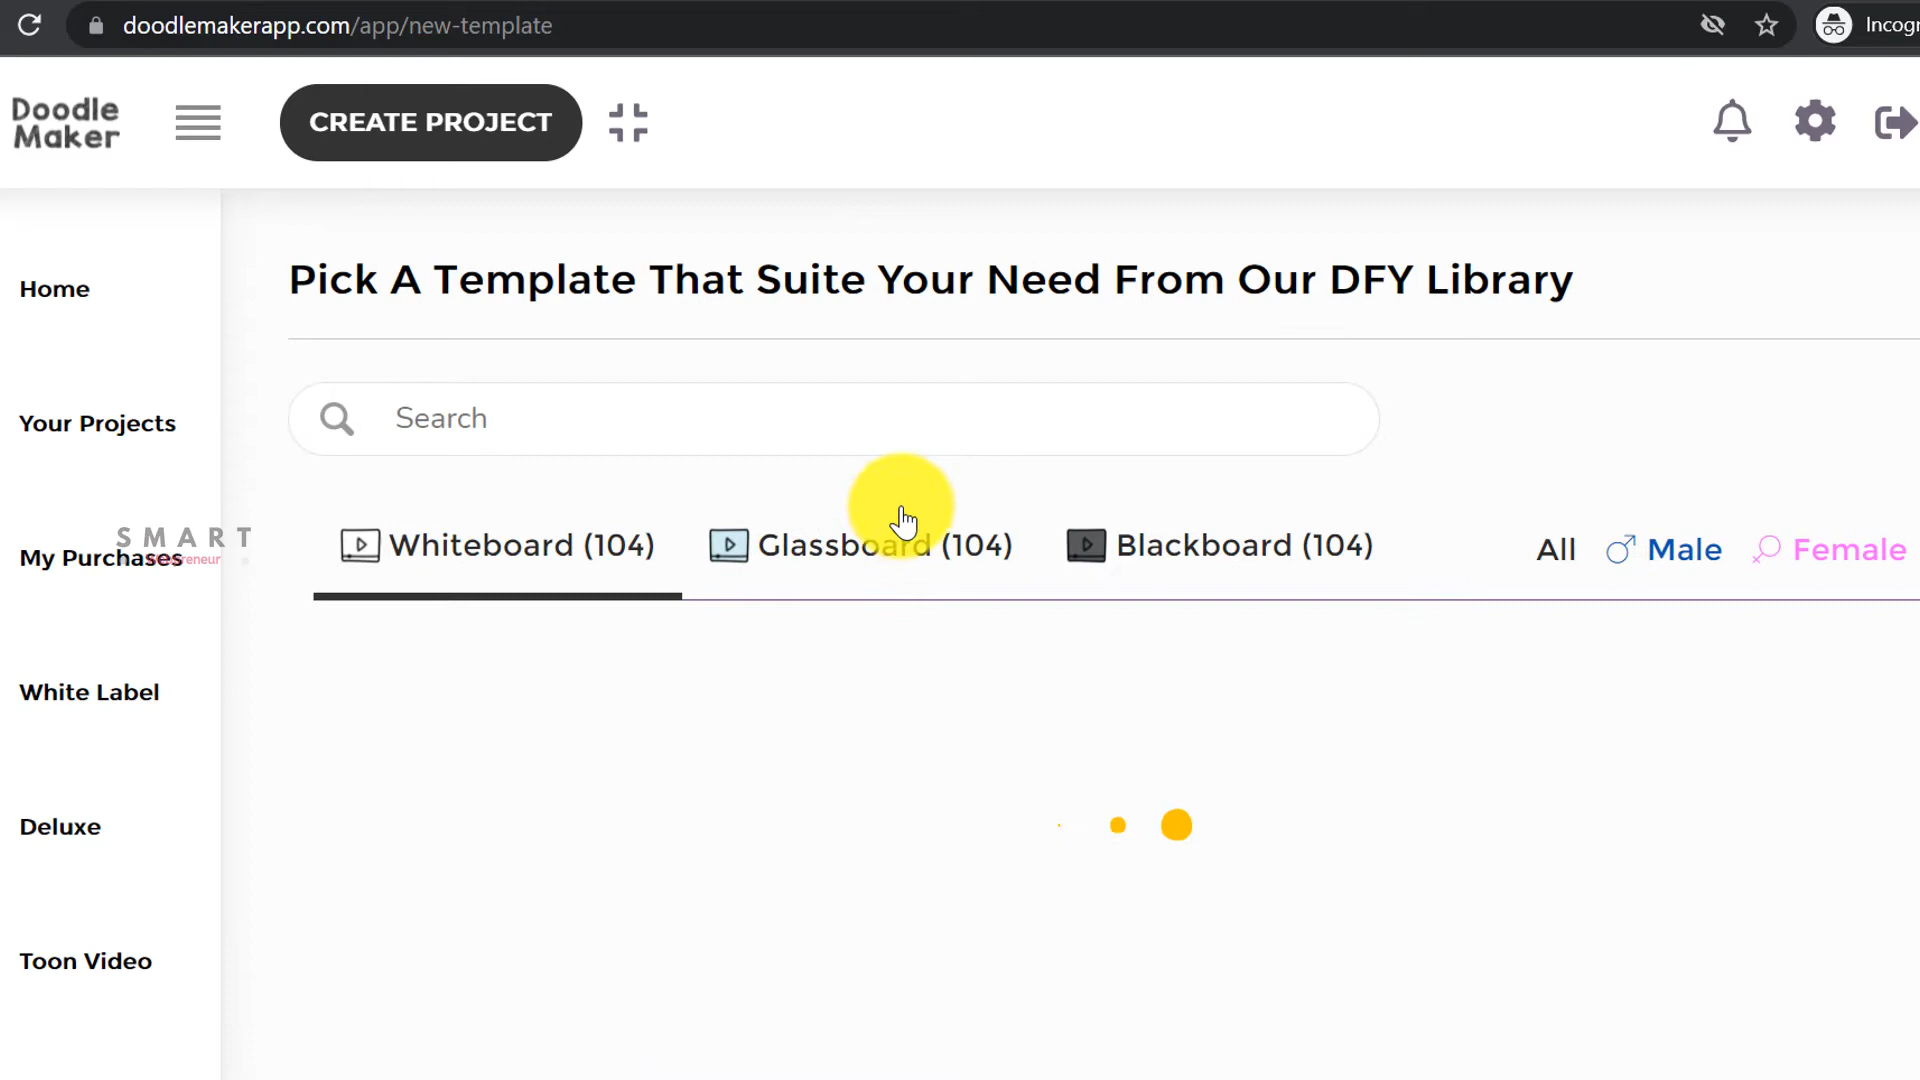 doodlemakerapp.com/app/new-template
Incogn
Doodle
Maker
CREATE PROJECT
Pick A Template That Suite Your Need From Our DFY Library
Home
Search
Your Projects
Whiteboard (104)
Glassboard (104)
Blackboard (104)
All
Male
Female
SMART
My Purchases
White Label
Deluxe
Toon Video